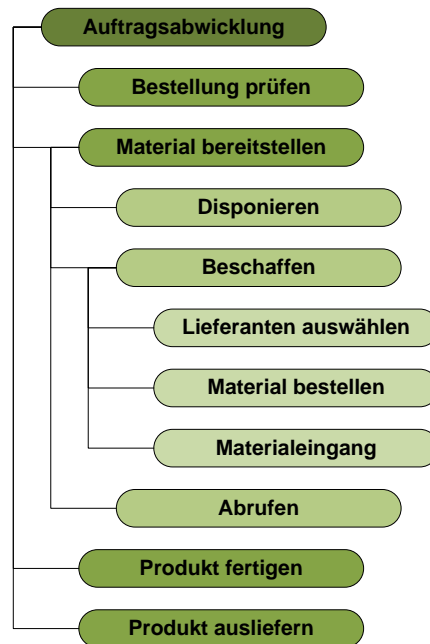 Auftragsabwicklung
Bestellung prüfen
Material bereitstellen
Disponieren
Beschaffen
Lieferanten auswählen
Material bestellen
Materialeingang
Abrufen
Produkt fertigen
Produkt ausliefern